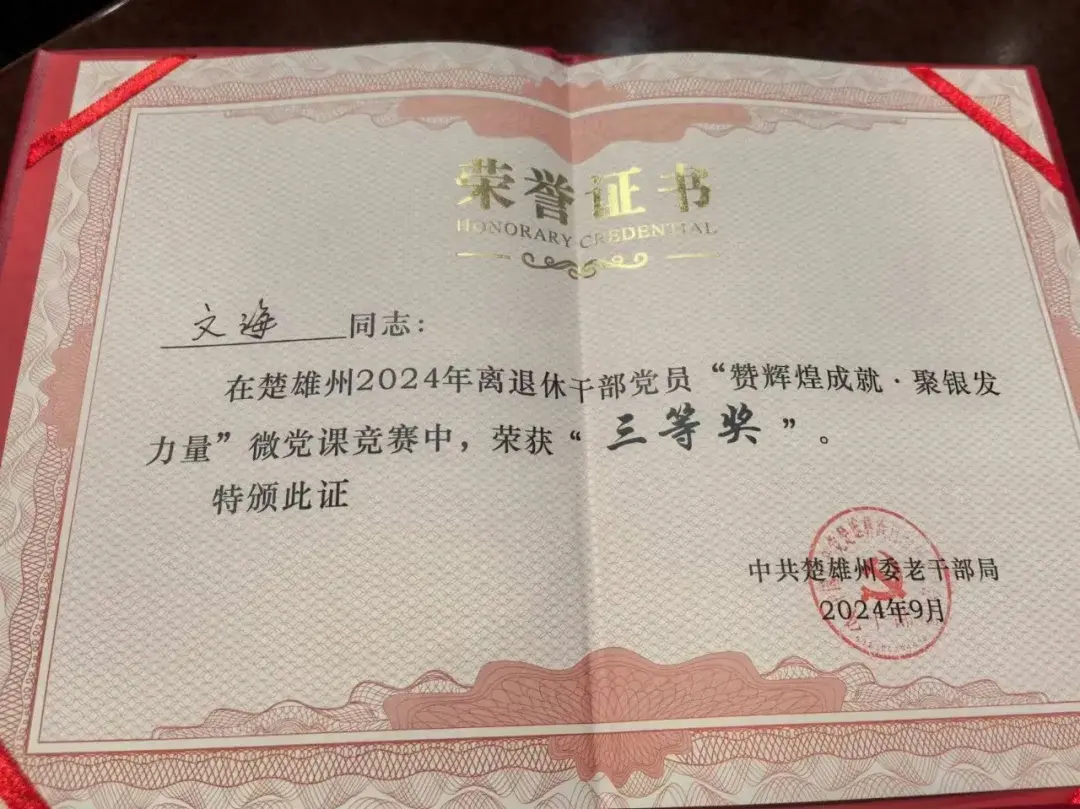 荣誉证书
HONORARY CREDENTIAL
文海 同志：
在楚雄州2024年离退休干部党员“赞辉煌成就·聚银发
力量”微党课竞赛中，荣获“三等奖”。
特颁此证
中共楚雄州委老干部局
2024年9月